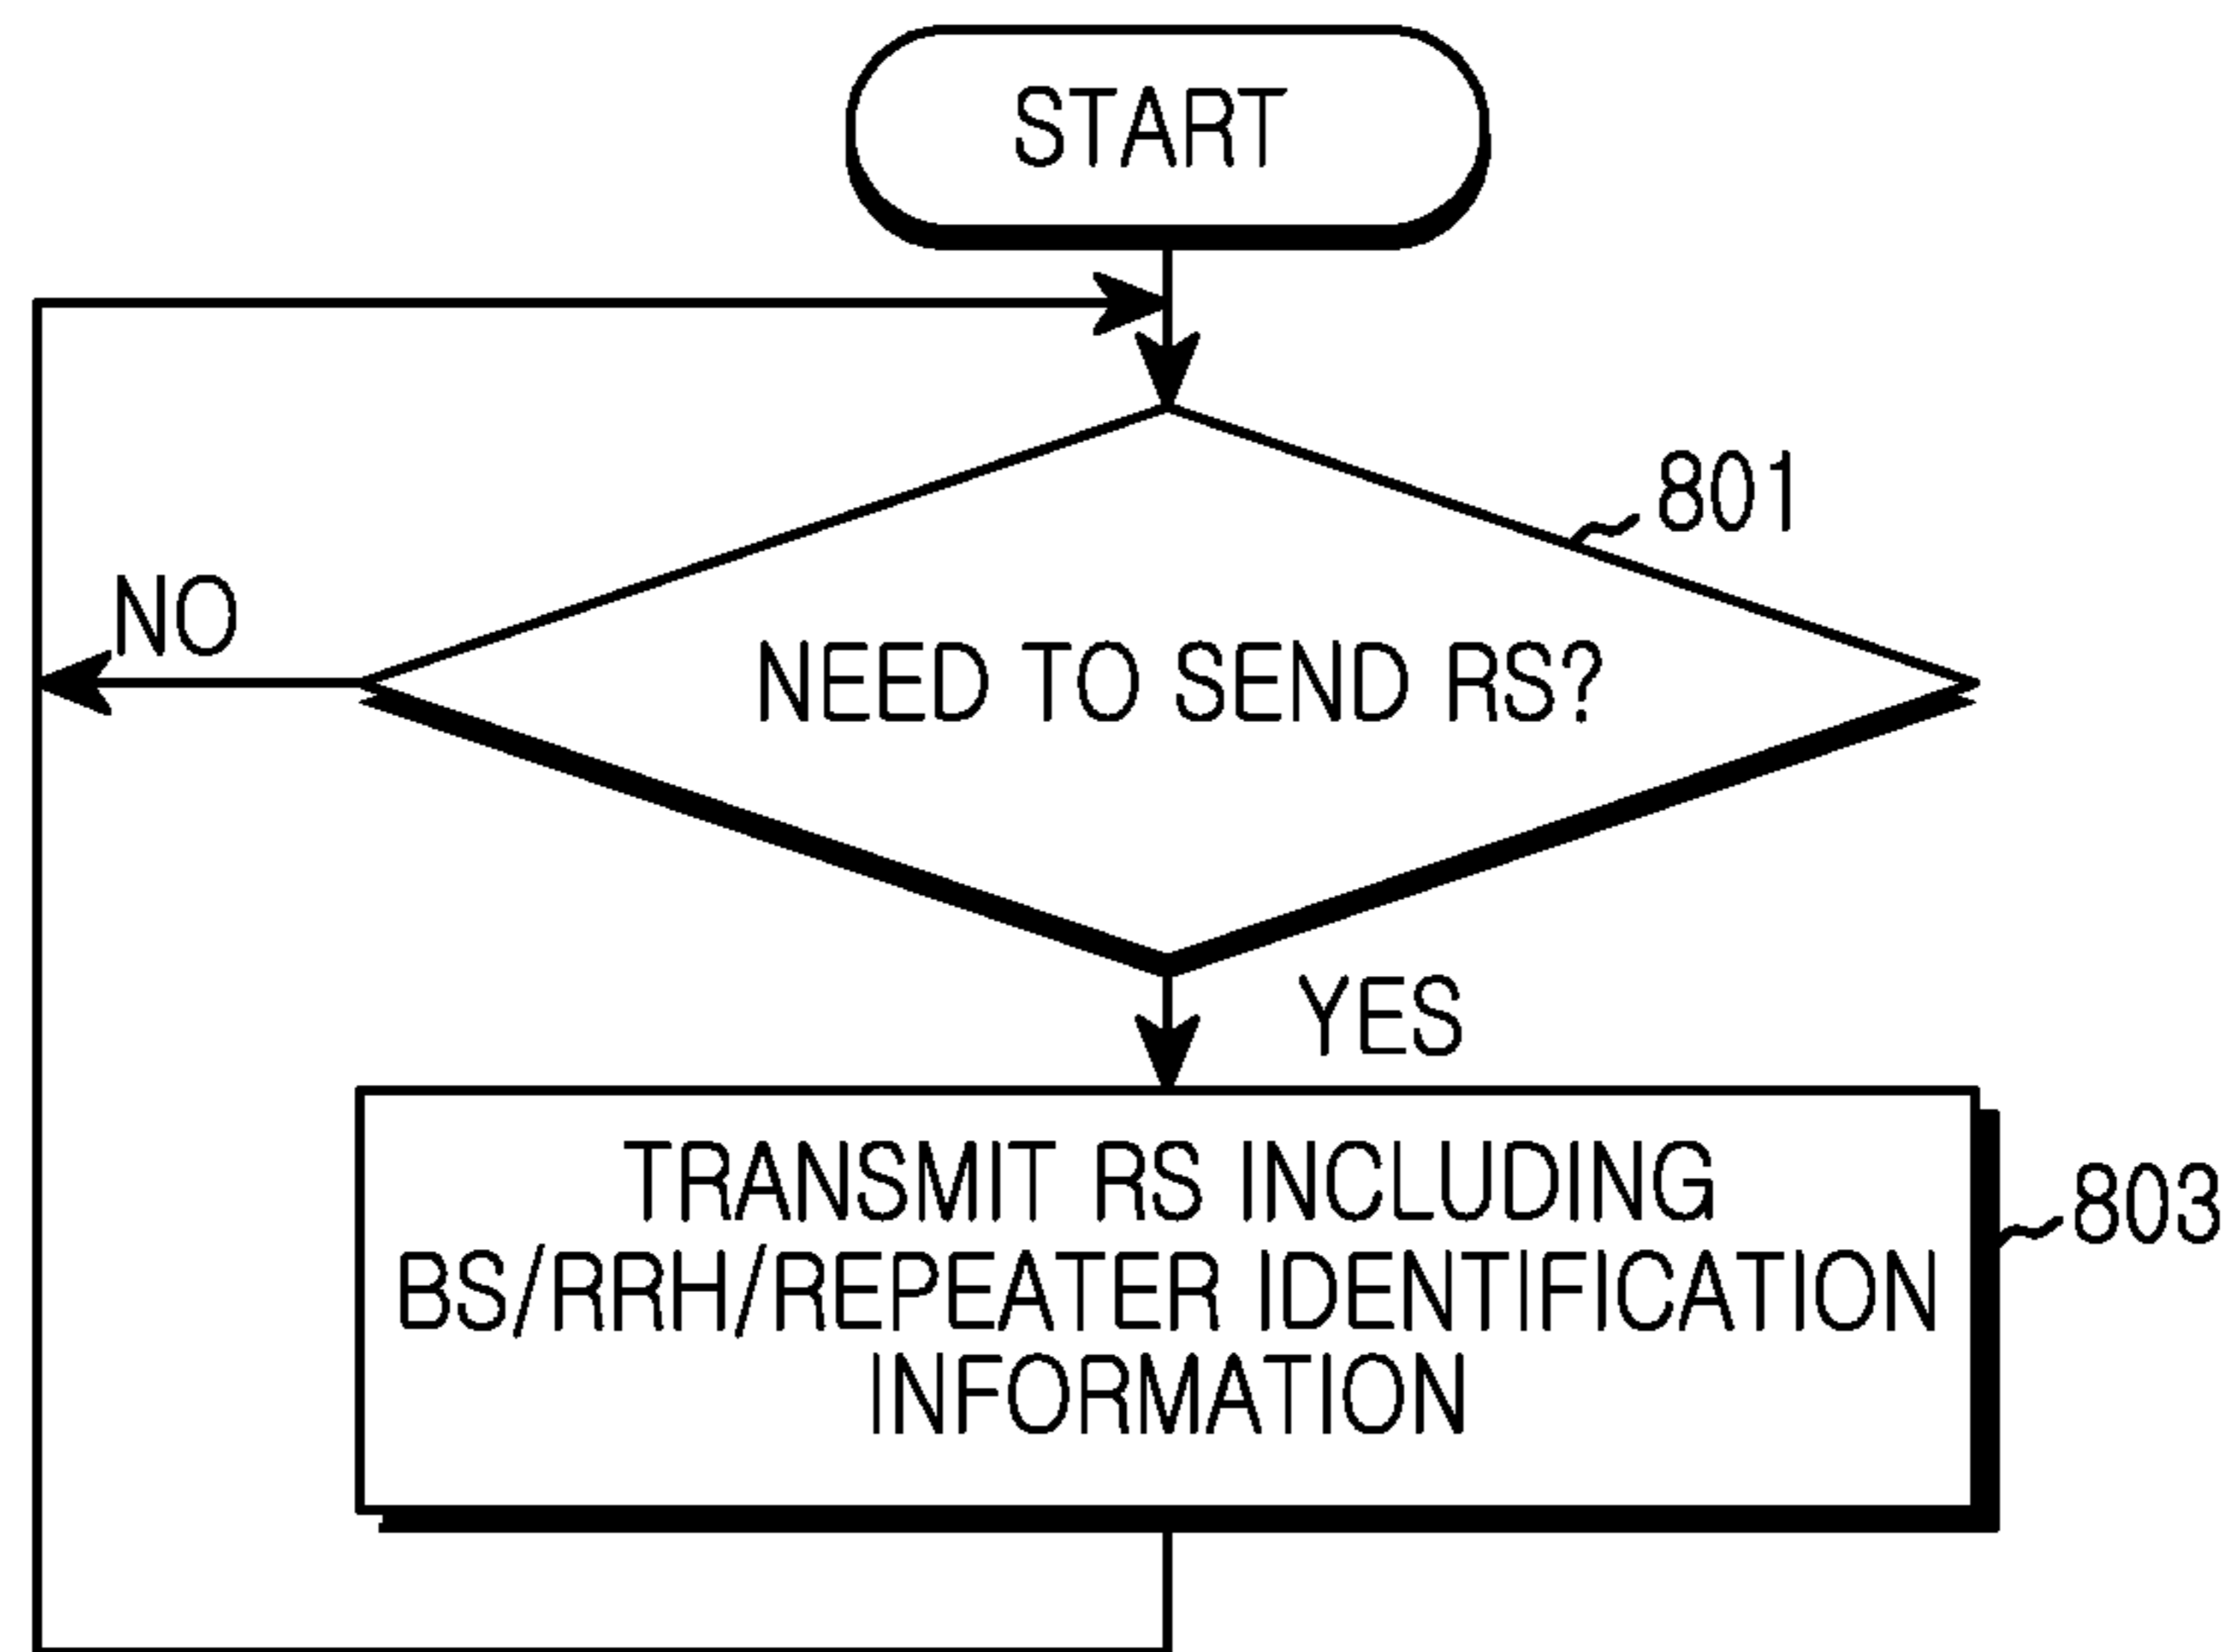 START
801
NO
NEED TO SEND RS?
YES
TRANSMIT RS INCLUDING
BS/RRH/REPEATER IDENTIFICATION
INFORMATION
803